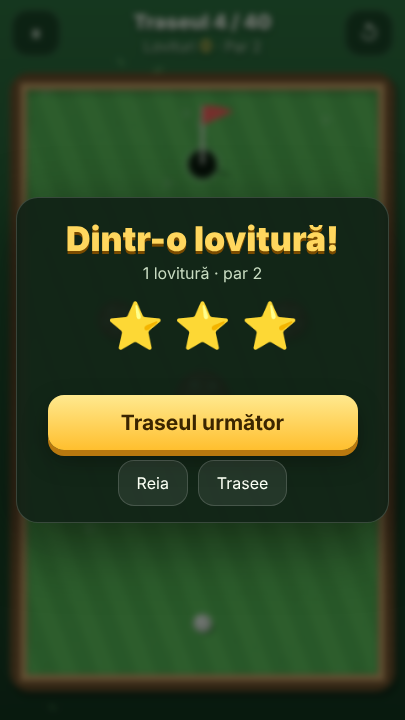 Traseul 4 / 40
Dintr-o lovitură!
1 lovitură · par 2
Traseul următor
Reia
Trasee